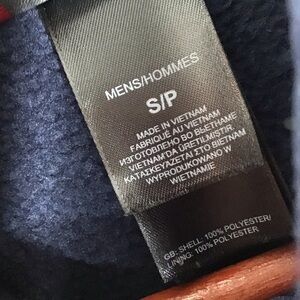 MENS/HOMMES
S/P
MADE IN VIETNAM
FABRIQUÉ AU VIETNAM
ИЗГОТОВЛЕНО ВО ВЬЕТНАМЕ
VIETNAM'DA ÜRETILMIŞTIR
ΚΑΤΑΣΚΕΥΑΖΕΤΑΙ ΣΤΟ ΒΙΕΤΝΑΜ
WYPRODUKOWANO W
WIETNAMIE
GB: SHELL: 100% POLYESTER/
LINING: 100% POLYESTER